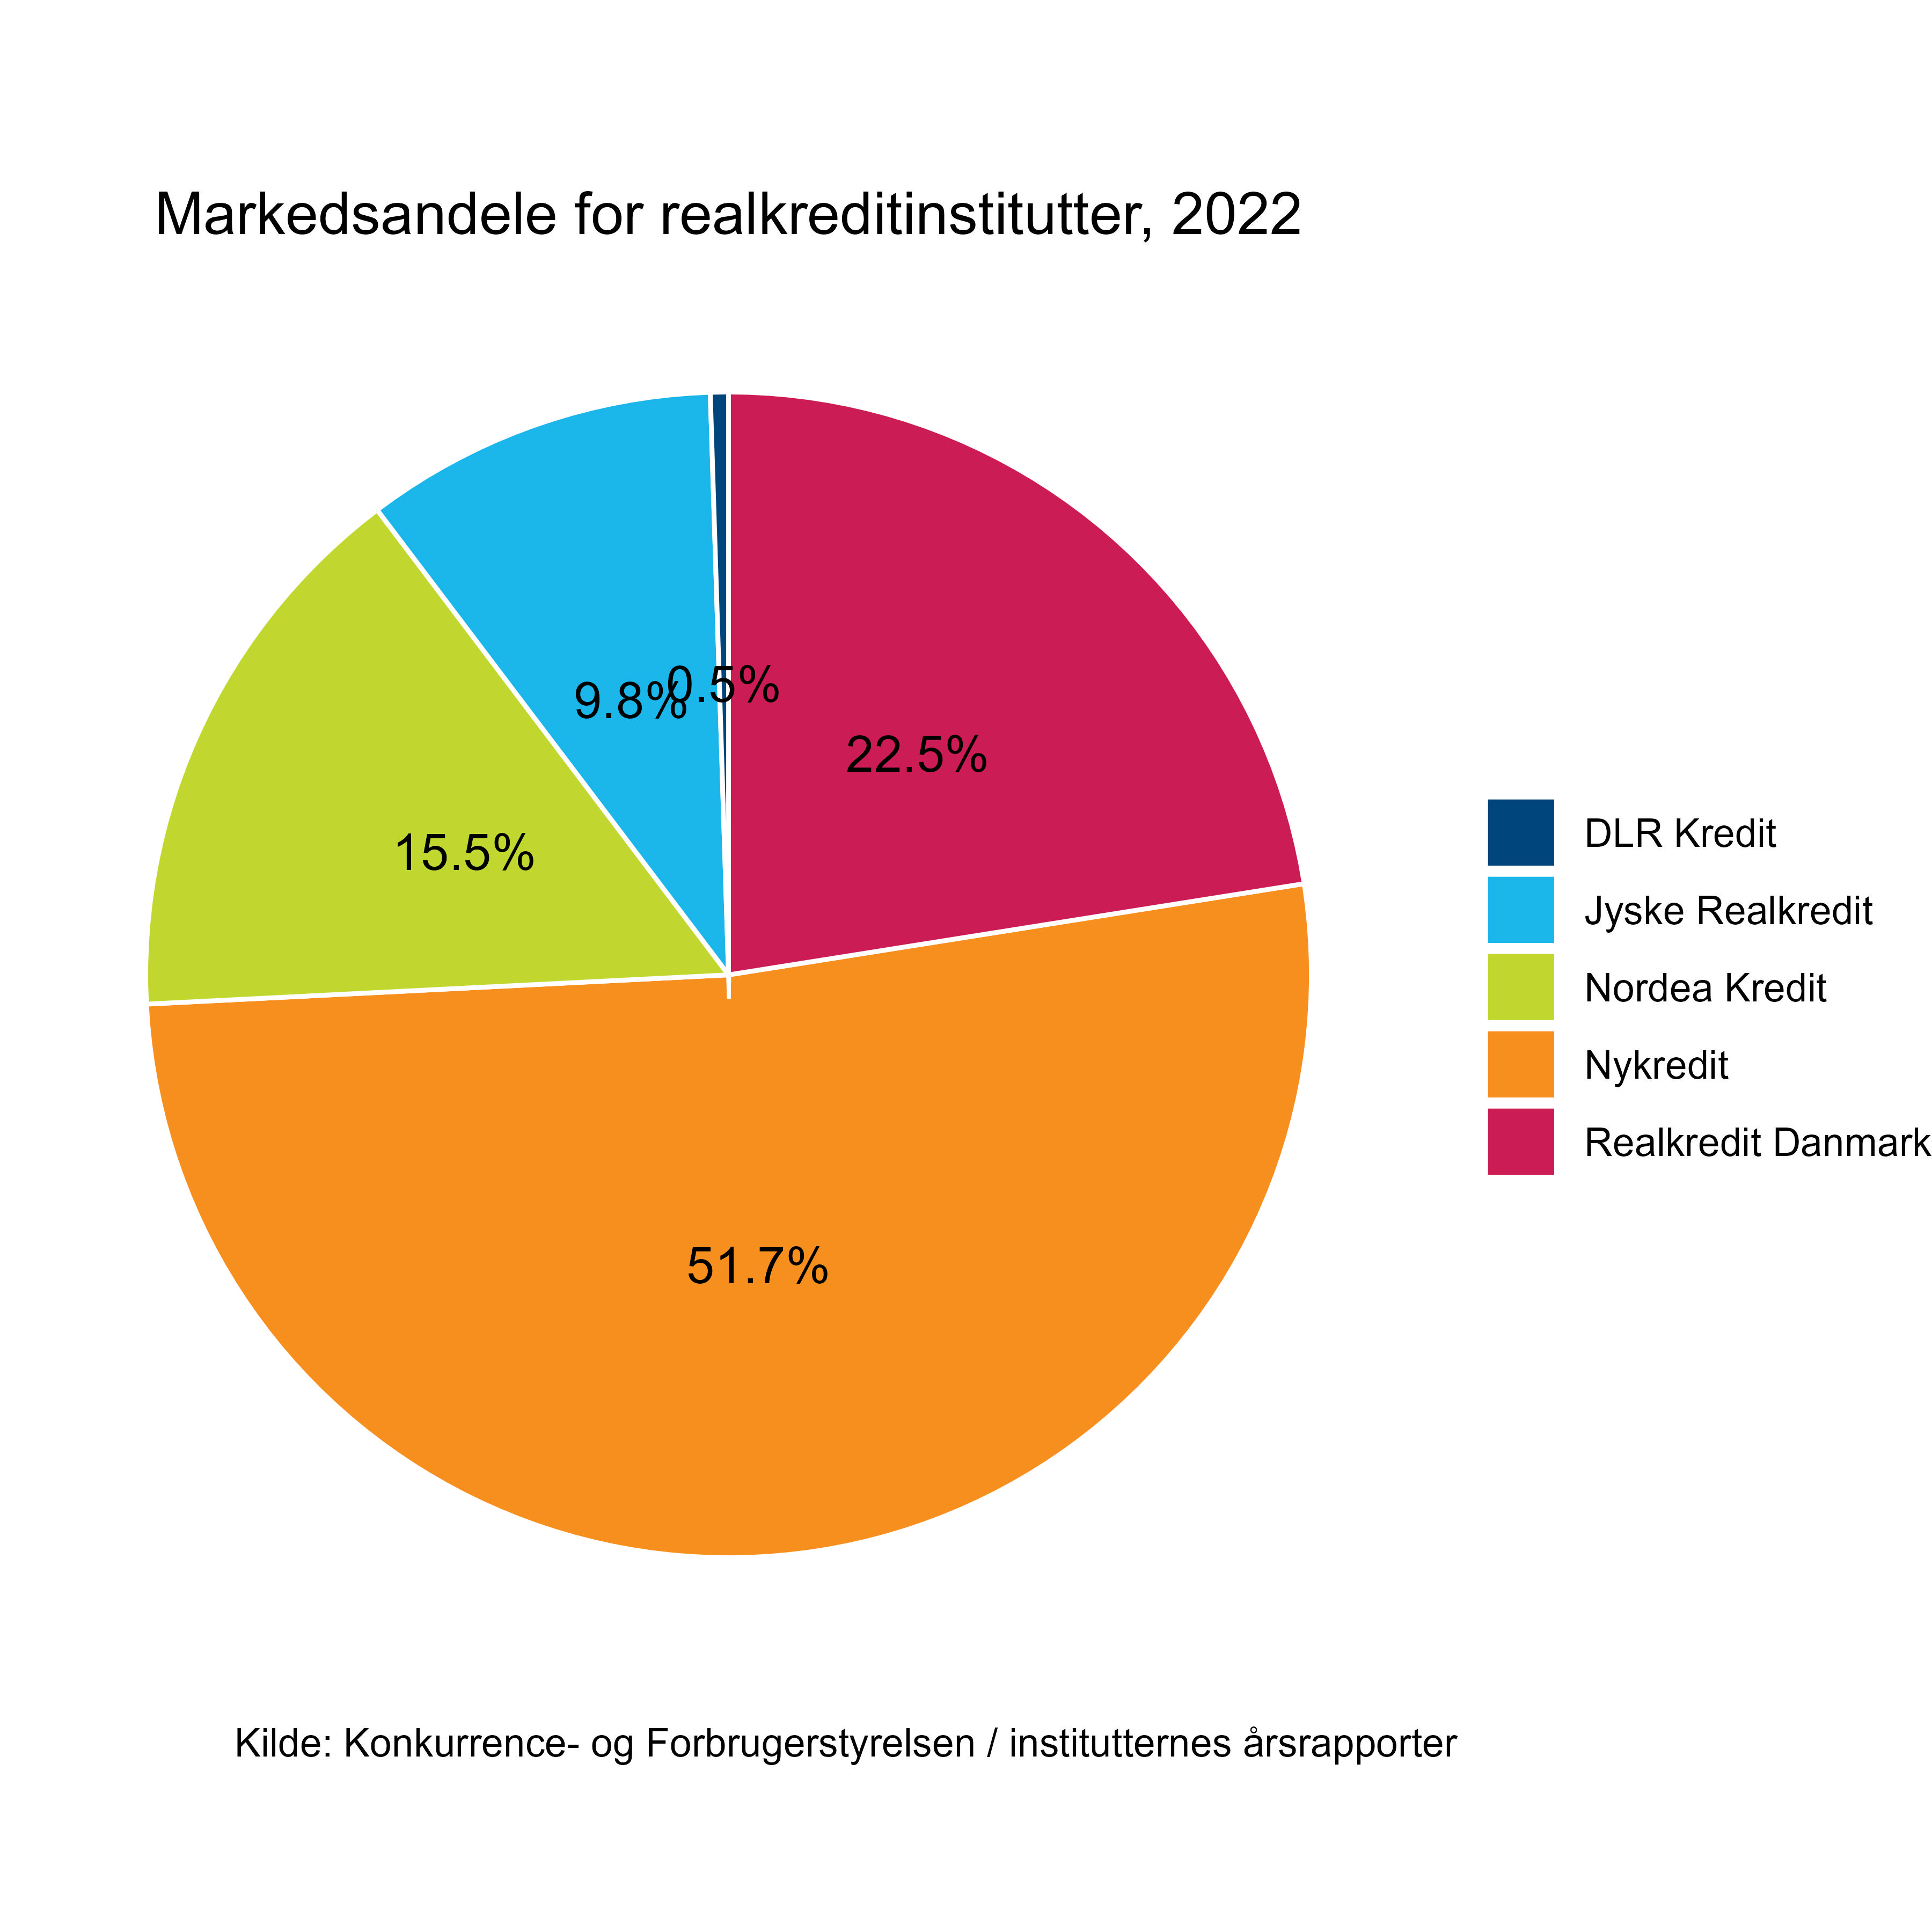 Markedsandele for realkreditinstitutter, 2022
0.5%
9.8%
22.5%
15.5%
51.7%
DLR Kredit
Jyske Realkredit
Nordea Kredit
Nykredit
Realkredit Danmark
Kilde: Konkurrence- og Forbrugerstyrelsen / institutternes årsrapporter